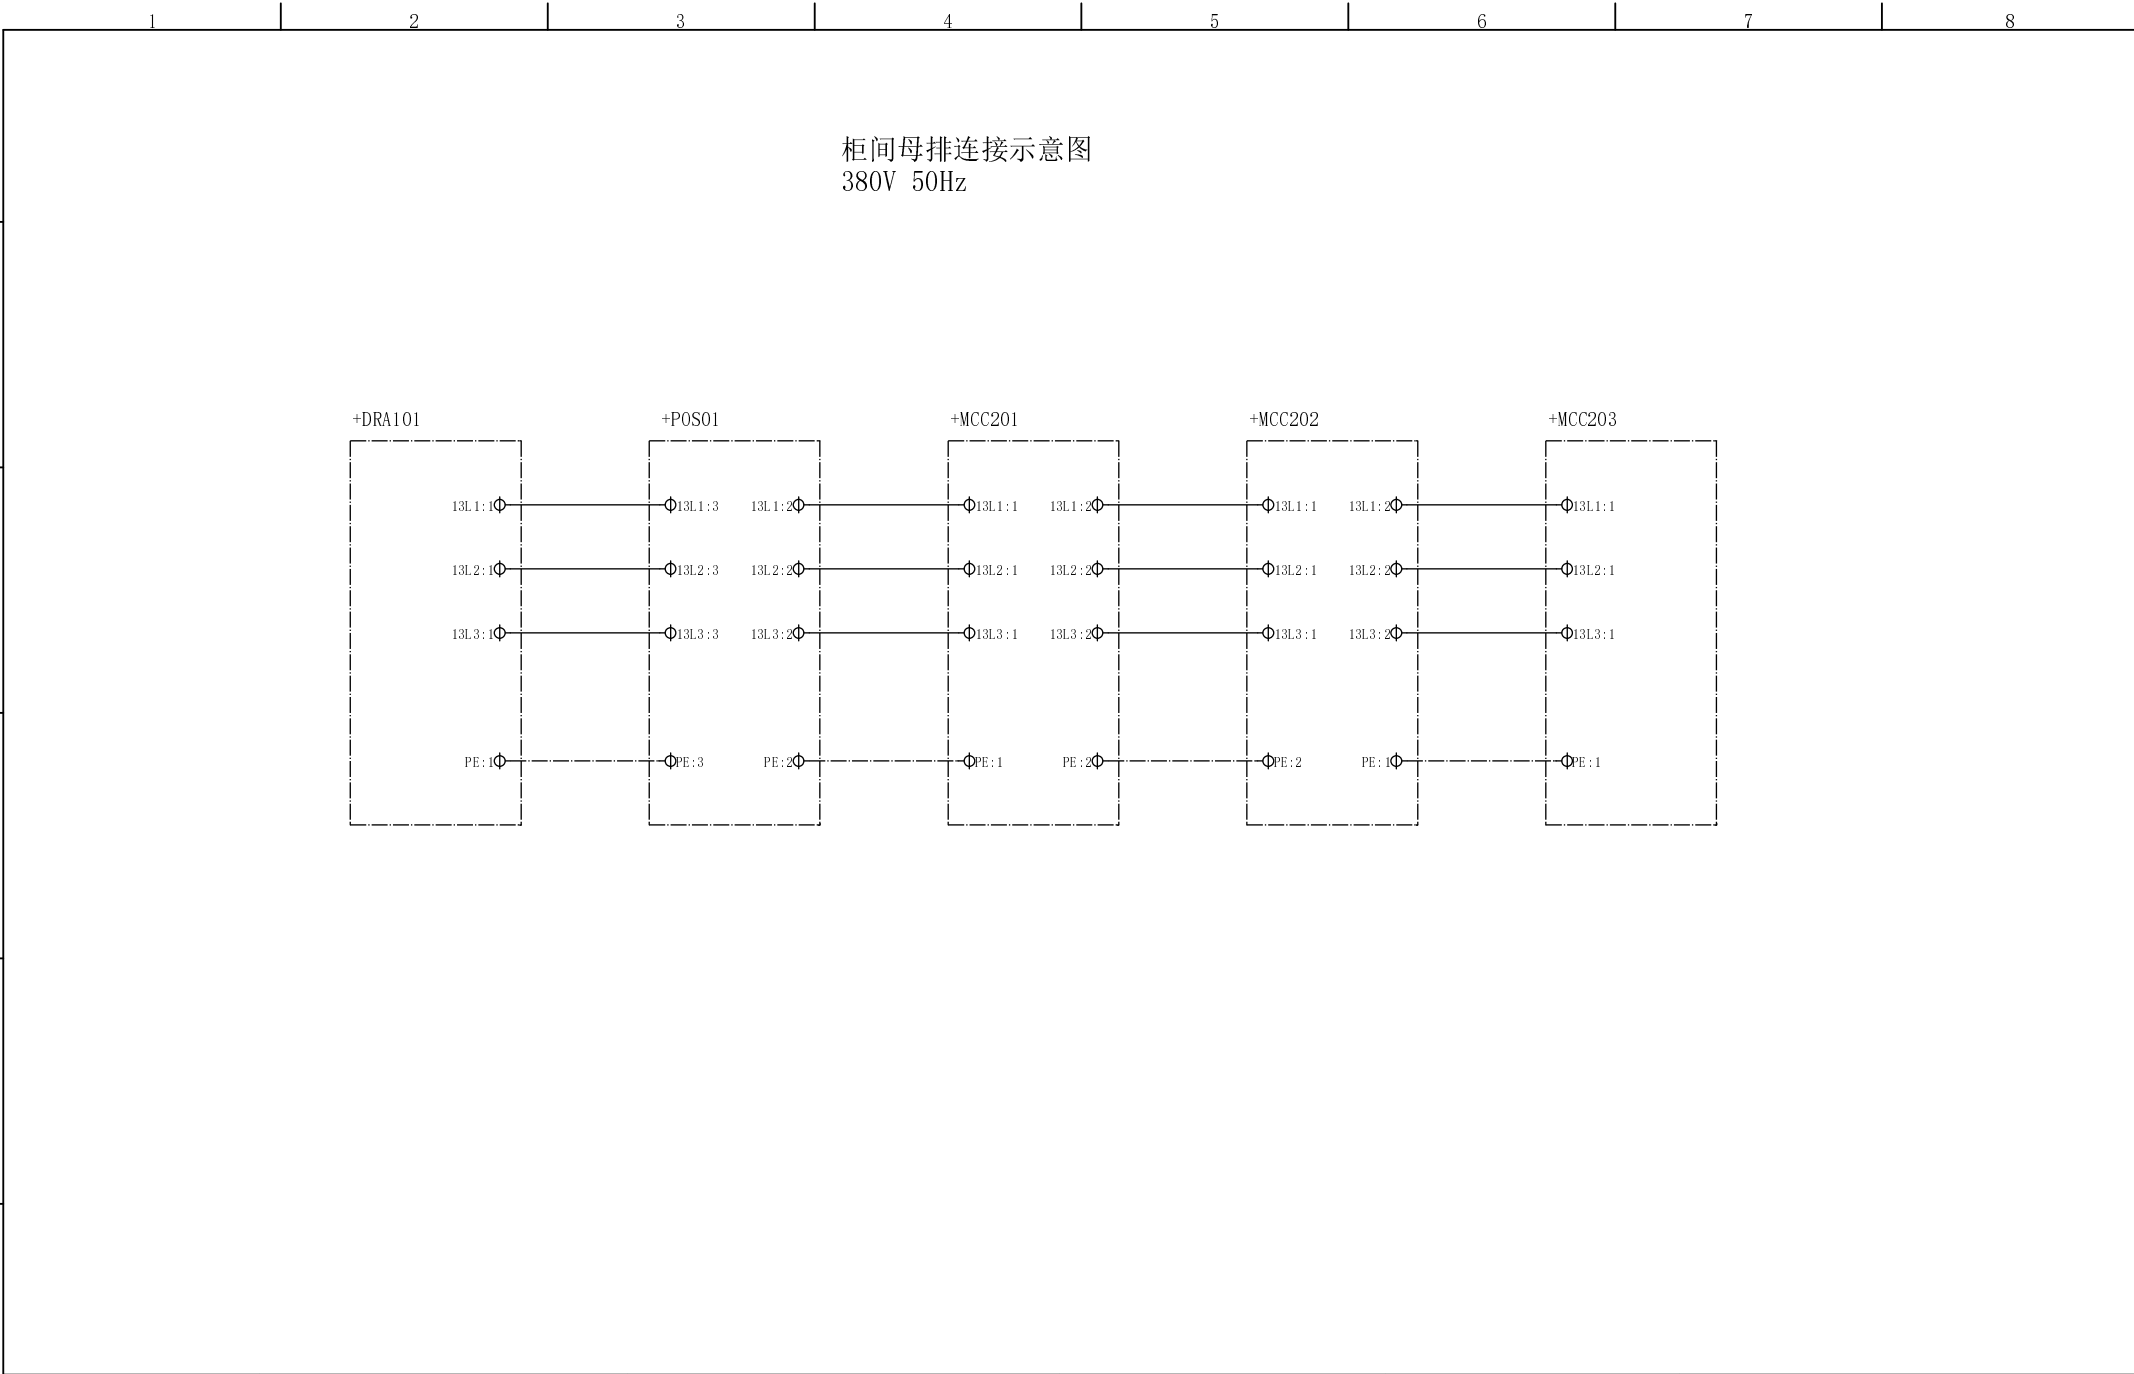 1 2 3 4 5 6 7 8
柜间母排连接示意图
380V 50Hz
+DRA101 +POS01 +MCC201 +MCC202 +MCC203
13L1:1 13L1:3 13L1:2 13L1:1 13L1:2 13L1:1 13L1:2 13L1:1
13L2:1 13L2:3 13L2:2 13L2:1 13L2:2 13L2:1 13L2:2 13L2:1
13L3:1 13L3:3 13L3:2 13L3:1 13L3:2 13L3:1 13L3:2 13L3:1
PE:1 PE:3 PE:2 PE:1 PE:2 PE:2 PE:1 PE:1